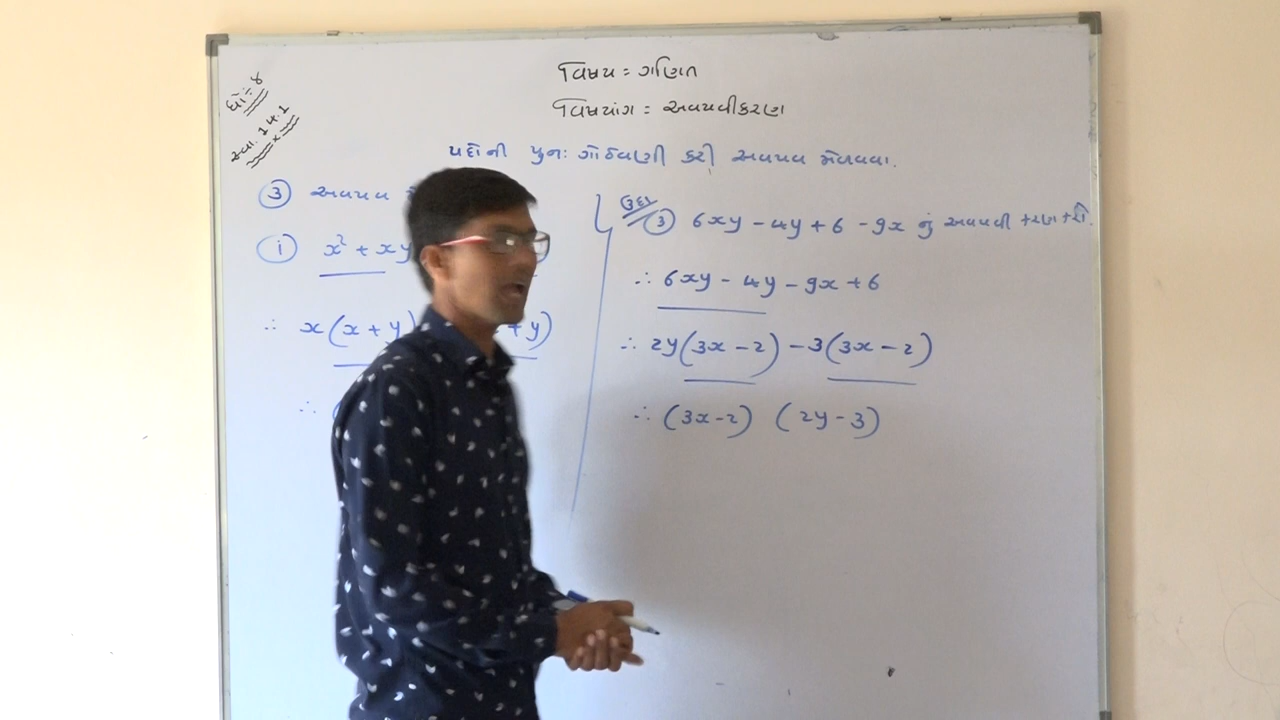 ધો ÷ ૪
સ્વા. 14.1
વિષય = ગણિત
વિષયાંગ = અવયવીકરણ
પદોની પુનઃ ગોઠવણી કરી અવયવ મેળવવા.
③ અવયવ
ⓘ x² + xy
∴ x(x + y) + y)
∴ (
ઉદા ③ 6xy - 4y + 6 - 9x નું અવયવી કરણ કરો.
∴ 6xy - 4y - 9x + 6
∴ 2y(3x - 2) - 3(3x - 2)
∴ (3x - 2) (2y - 3)